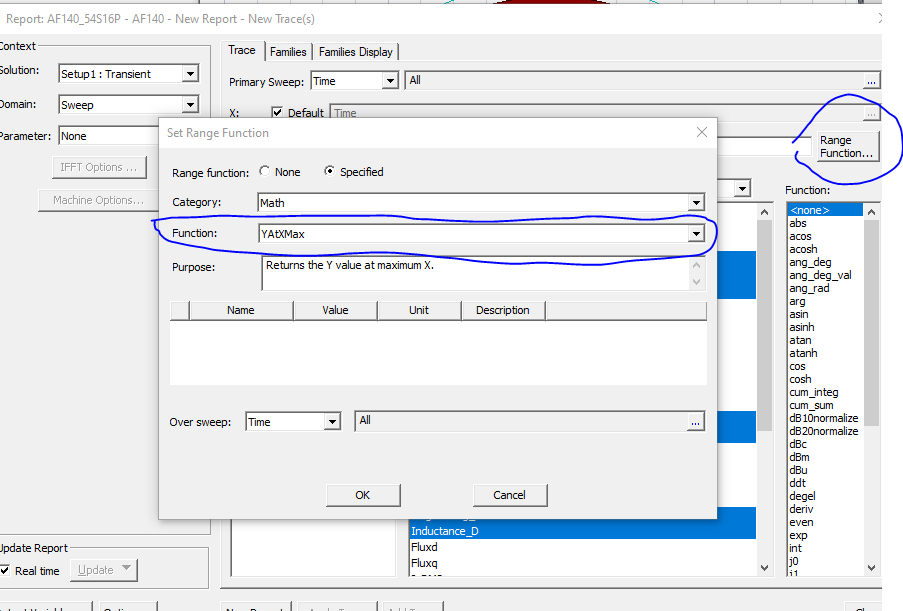 Report: AF140_54S16P - AF140 - New Report - New Trace(s)
Context
Solution:
Setup1 : Transient
Domain:
Sweep
Parameter:
None
IFFT Options ...
Machine Options...
Trace
Families
Families Display
Primary Sweep:
Time
All
...
X:
Default
Time
...
Range
Function...
Set Range Function
Range function:
None
Specified
Category:
Math
Function:
YAtXMax
Purpose:
Returns the Y value at maximum X.
Name
Value
Unit
Description
Over sweep:
Time
All
...
OK
Cancel
Function:
<none>
abs
acos
acosh
ang_deg
ang_deg_val
ang_rad
arg
asin
asinh
atan
atanh
cos
cosh
cum_integ
cum_sum
dB10normalize
dB20normalize
dBc
dBm
dBu
ddt
degel
deriv
even
exp
int
j0
j1
Inductance_D
Fluxd
Fluxq
Update Report
Real time
Update